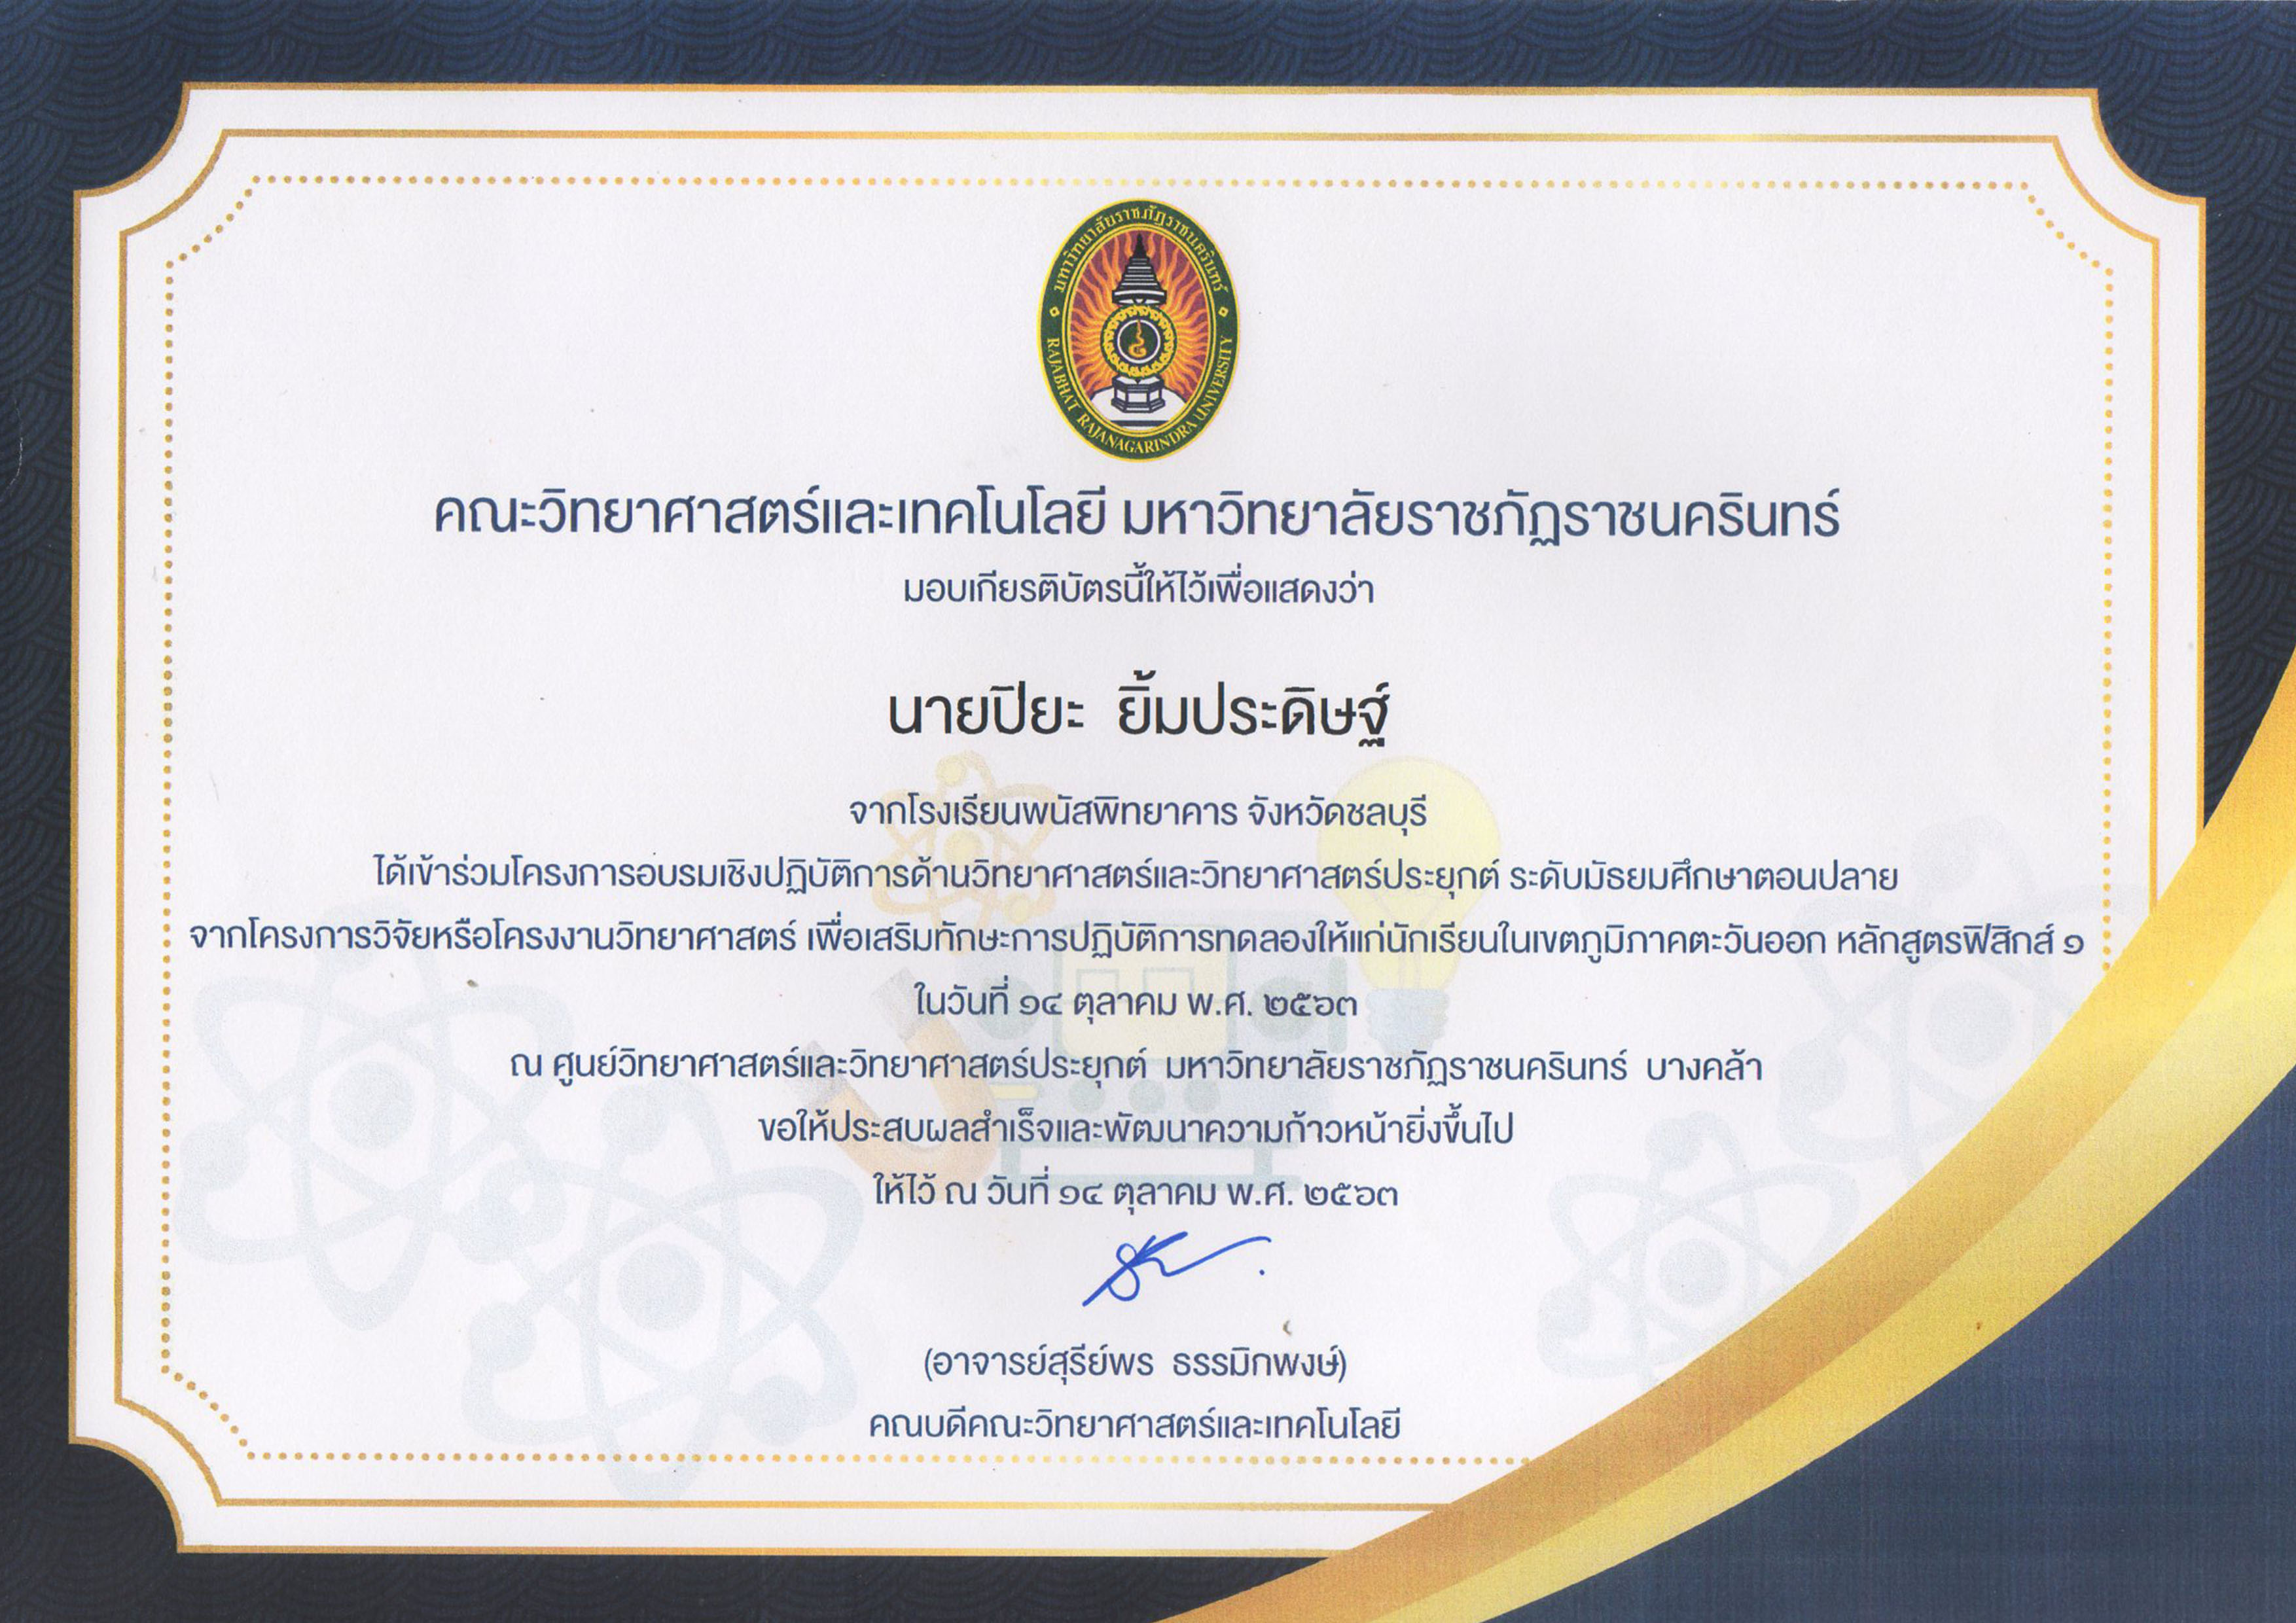 มหาวิทยาลัยราชภัฏราชนครินทร์
RAJABHAT RAJANAGARINDRA UNIVERSITY
คณะวิทยาศาสตร์และเทคโนโลยี มหาวิทยาลัยราชภัฏราชนครินทร์
มอบเกียรติบัตรนี้ให้ไว้เพื่อแสดงว่า
นายปิยะ ยิ้มประดิษฐ์
จากโรงเรียนพนัสพิทยาคาร จังหวัดชลบุรี
ได้เข้าร่วมโครงการอบรมเชิงปฏิบัติการด้านวิทยาศาสตร์และวิทยาศาสตร์ประยุกต์ ระดับมัธยมศึกษาตอนปลาย
จากโครงการวิจัยหรือโครงงานวิทยาศาสตร์ เพื่อเสริมทักษะการปฏิบัติการทดลองให้แก่นักเรียนในเขตภูมิภาคตะวันออก หลักสูตรฟิสิกส์ ๑
ในวันที่ ๑๔ ตุลาคม พ.ศ. ๒๕๖๓
ณ ศูนย์วิทยาศาสตร์และวิทยาศาสตร์ประยุกต์ มหาวิทยาลัยราชภัฏราชนครินทร์ บางคล้า
ขอให้ประสบผลสำเร็จและพัฒนาความก้าวหน้ายิ่งขึ้นไป
ให้ไว้ ณ วันที่ ๑๔ ตุลาคม พ.ศ. ๒๕๖๓
(อาจารย์สุรีย์พร ธรรมิกพงษ์)
คณบดีคณะวิทยาศาสตร์และเทคโนโลยี